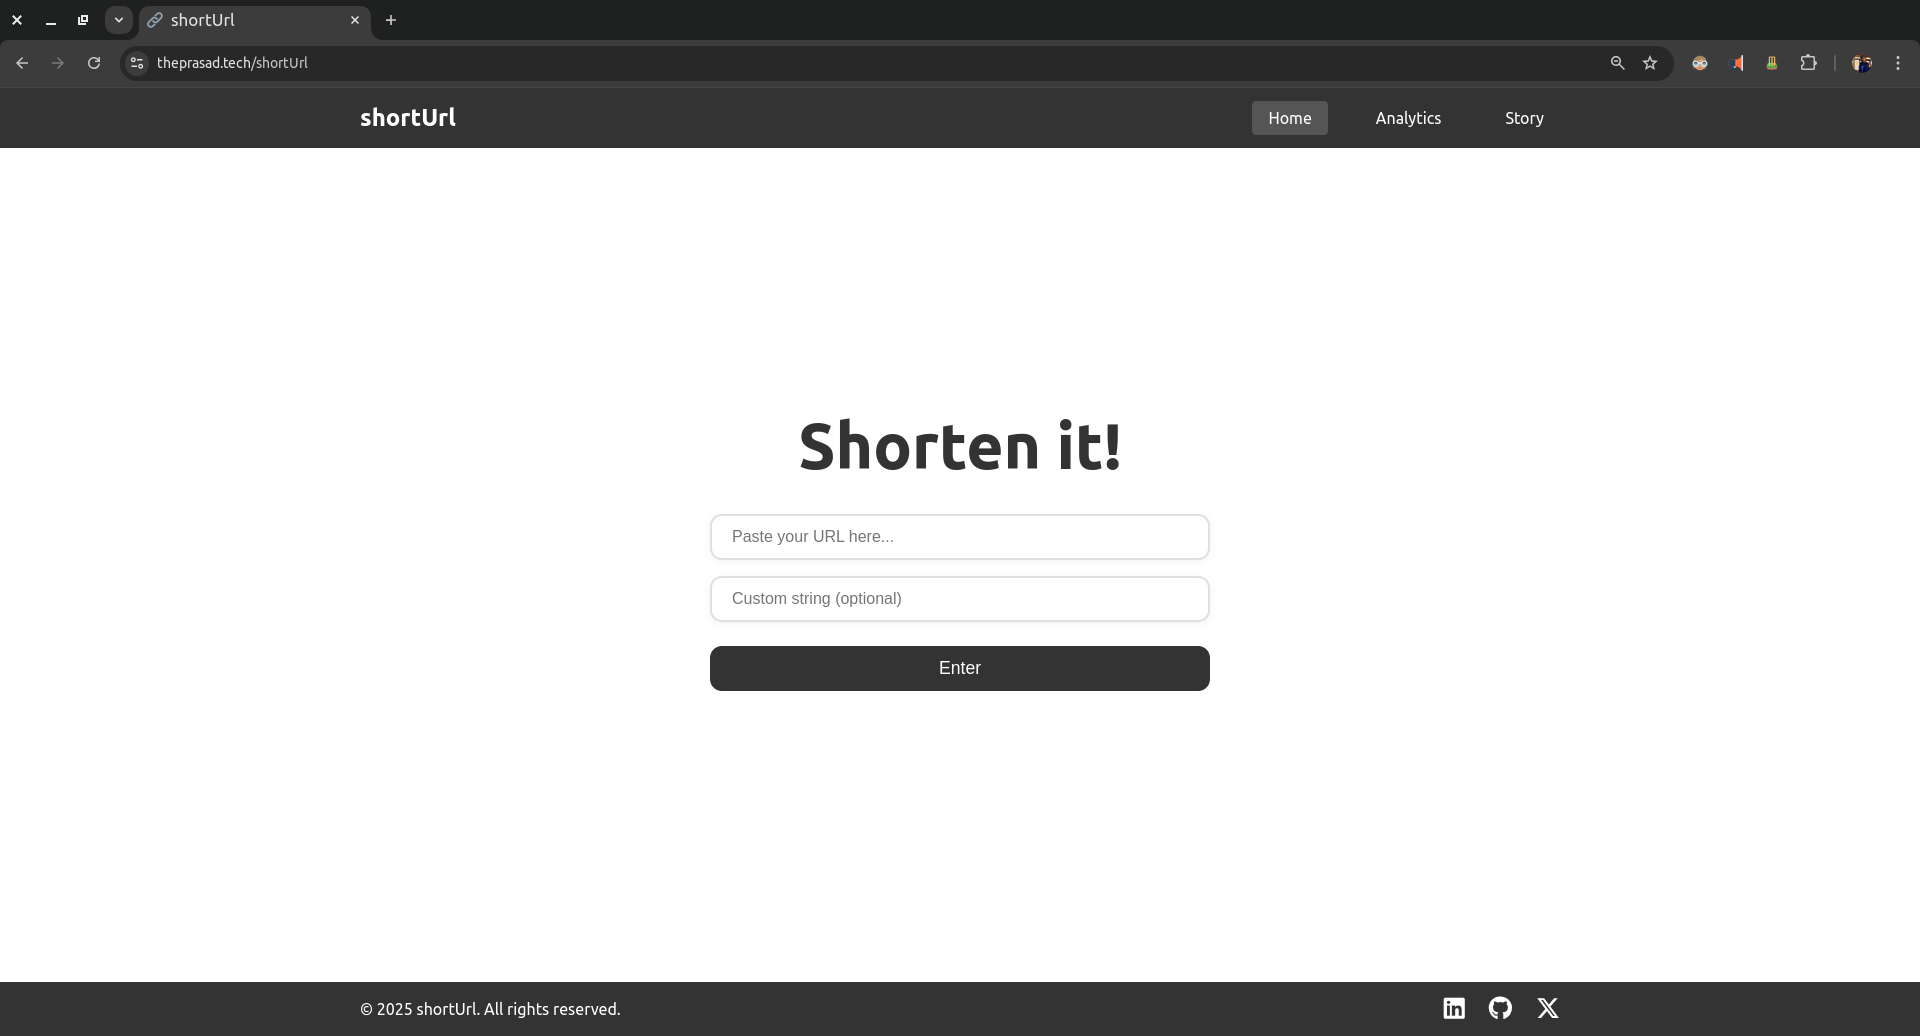 shortUrl
theprasad.tech/shortUrl
shortUrl
Home Analytics Story
Shorten it!
Paste your URL here...
Custom string (optional)
Enter
© 2025 shortUrl. All rights reserved.